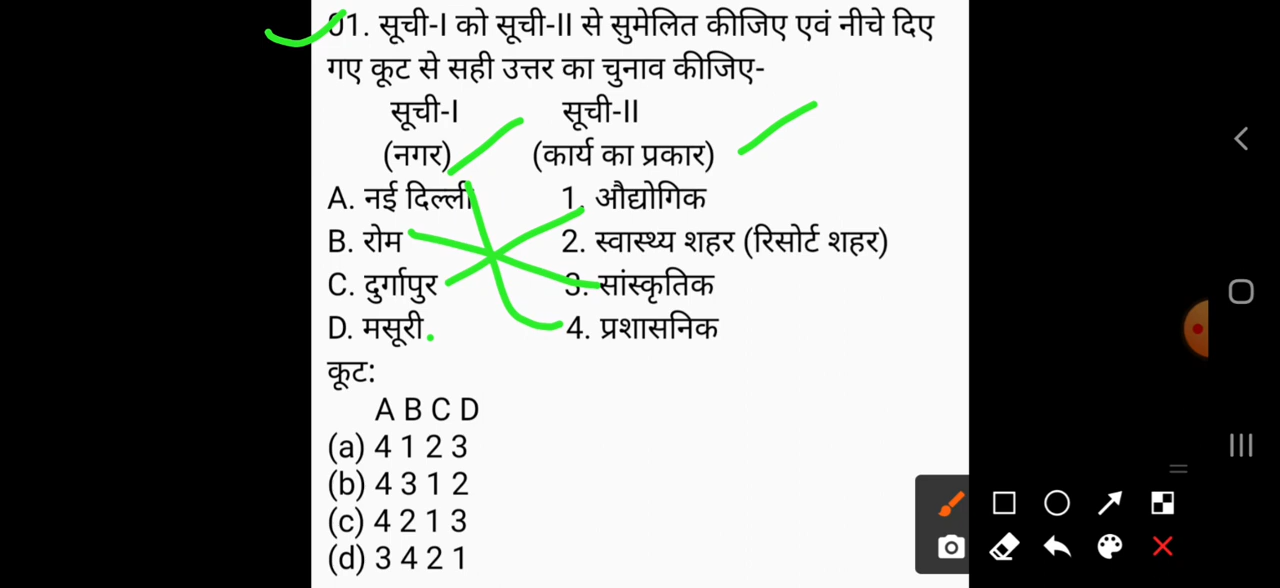 01. सूची-I को सूची-II से सुमेलित कीजिए एवं नीचे दिए
गए कूट से सही उत्तर का चुनाव कीजिए-
सूची-I सूची-II
(नगर) (कार्य का प्रकार)
A. नई दिल्ली 1. औद्योगिक
B. रोम 2. स्वास्थ्य शहर (रिसोर्ट शहर)
C. दुर्गापुर 3. सांस्कृतिक
D. मसूरी 4. प्रशासनिक
कूट:
A B C D
(a) 4 1 2 3
(b) 4 3 1 2
(c) 4 2 1 3
(d) 3 4 2 1